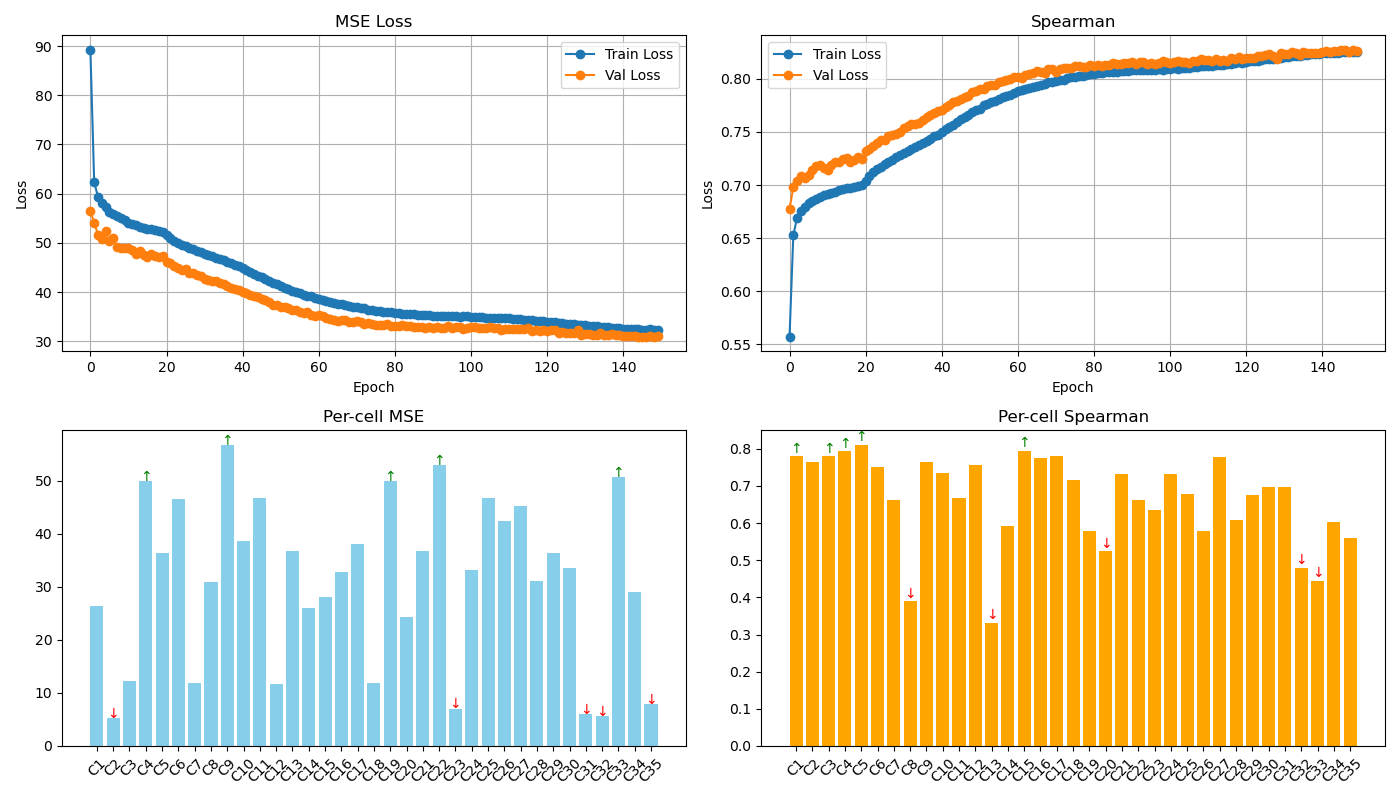 MSE Loss
90
80
70
60
50
40
30
Loss
0
20
40
60
80
100
120
140
Epoch
Train Loss
Val Loss
Spearman
0.80
0.75
0.70
0.65
0.60
0.55
Loss
0
20
40
60
80
100
120
140
Epoch
Train Loss
Val Loss
Per-cell MSE
50
40
30
20
10
0
↑
↑
↑
↑
↑
↓
↓
↓
↓
↓
C1
C2
C3
C4
C5
C6
C7
C8
C9
C10
C11
C12
C13
C14
C15
C16
C17
C18
C19
C20
C21
C22
C23
C24
C25
C26
C27
C28
C29
C30
C31
C32
C33
C34
C35
Per-cell Spearman
0.8
0.7
0.6
0.5
0.4
0.3
0.2
0.1
0.0
↑
↑
↑
↑
↑
↓
↓
↓
↓
↓
C1
C2
C3
C4
C5
C6
C7
C8
C9
C10
C11
C12
C13
C14
C15
C16
C17
C18
C19
C20
C21
C22
C23
C24
C25
C26
C27
C28
C29
C30
C31
C32
C33
C34
C35